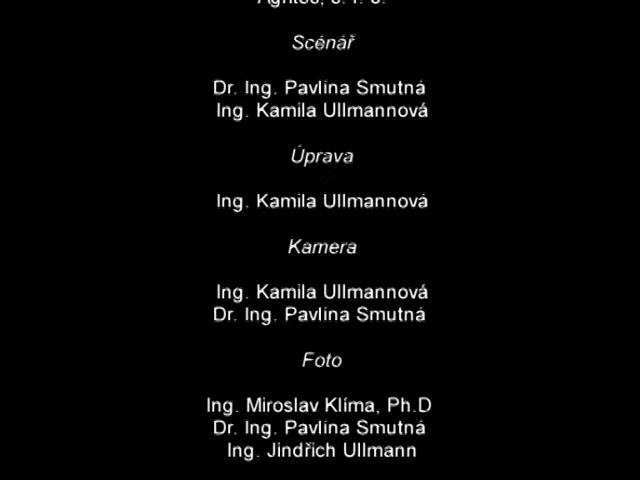 Scénář
Dr. Ing. Pavlína Smutná
Ing. Kamila Ullmannová
Úprava
Ing. Kamila Ullmannová
Kamera
Ing. Kamila Ullmannová
Dr. Ing. Pavlína Smutná
Foto
Ing. Miroslav Klíma, Ph.D
Dr. Ing. Pavlína Smutná
Ing. Jindřich Ullmann